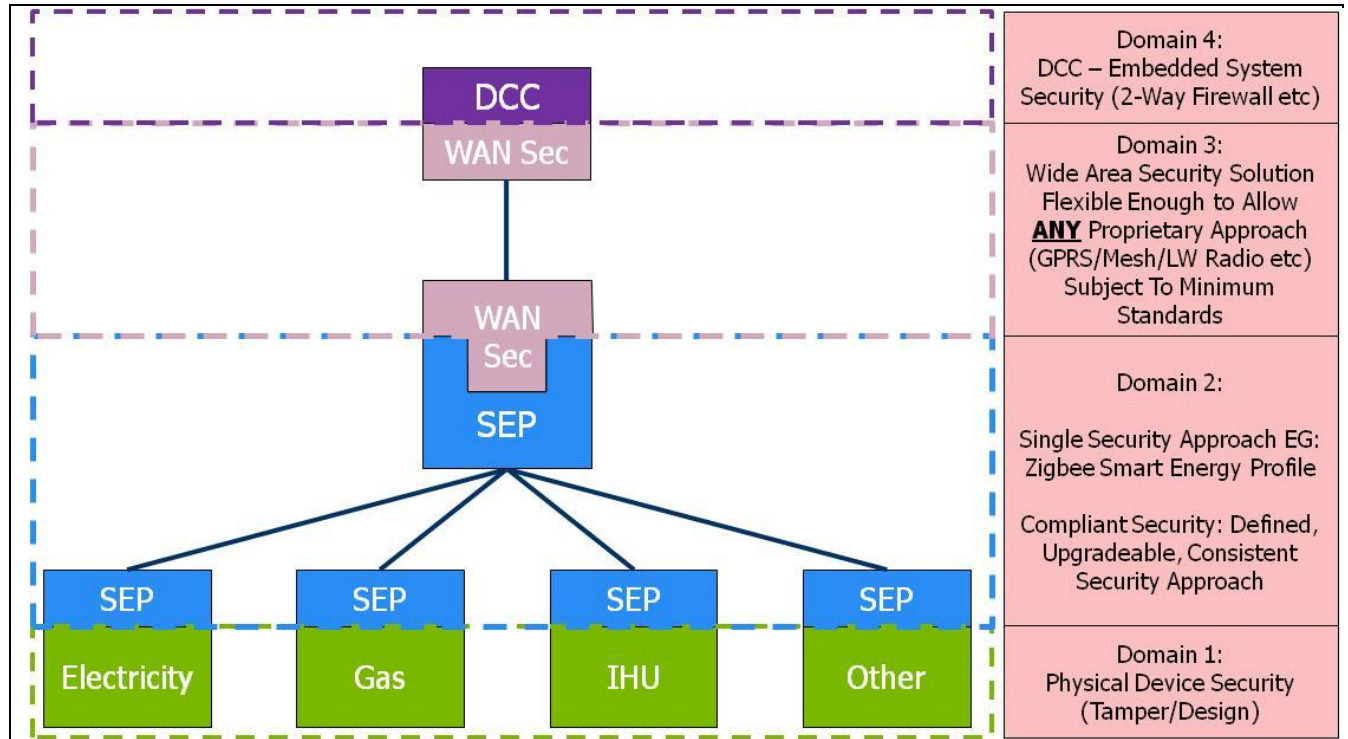 DCC
WAN Sec
WAN
Sec
SEP
SEP
SEP
SEP
SEP
Electricity
Gas
IHU
Other
Domain 4:
DCC – Embedded System
Security (2-Way Firewall etc)
Domain 3:
Wide Area Security Solution
Flexible Enough to Allow
ANY Proprietary Approach
(GPRS/Mesh/LW Radio etc)
Subject To Minimum
Standards
Domain 2:
Single Security Approach EG:
Zigbee Smart Energy Profile
Compliant Security: Defined,
Upgradeable, Consistent
Security Approach
Domain 1:
Physical Device Security
(Tamper/Design)